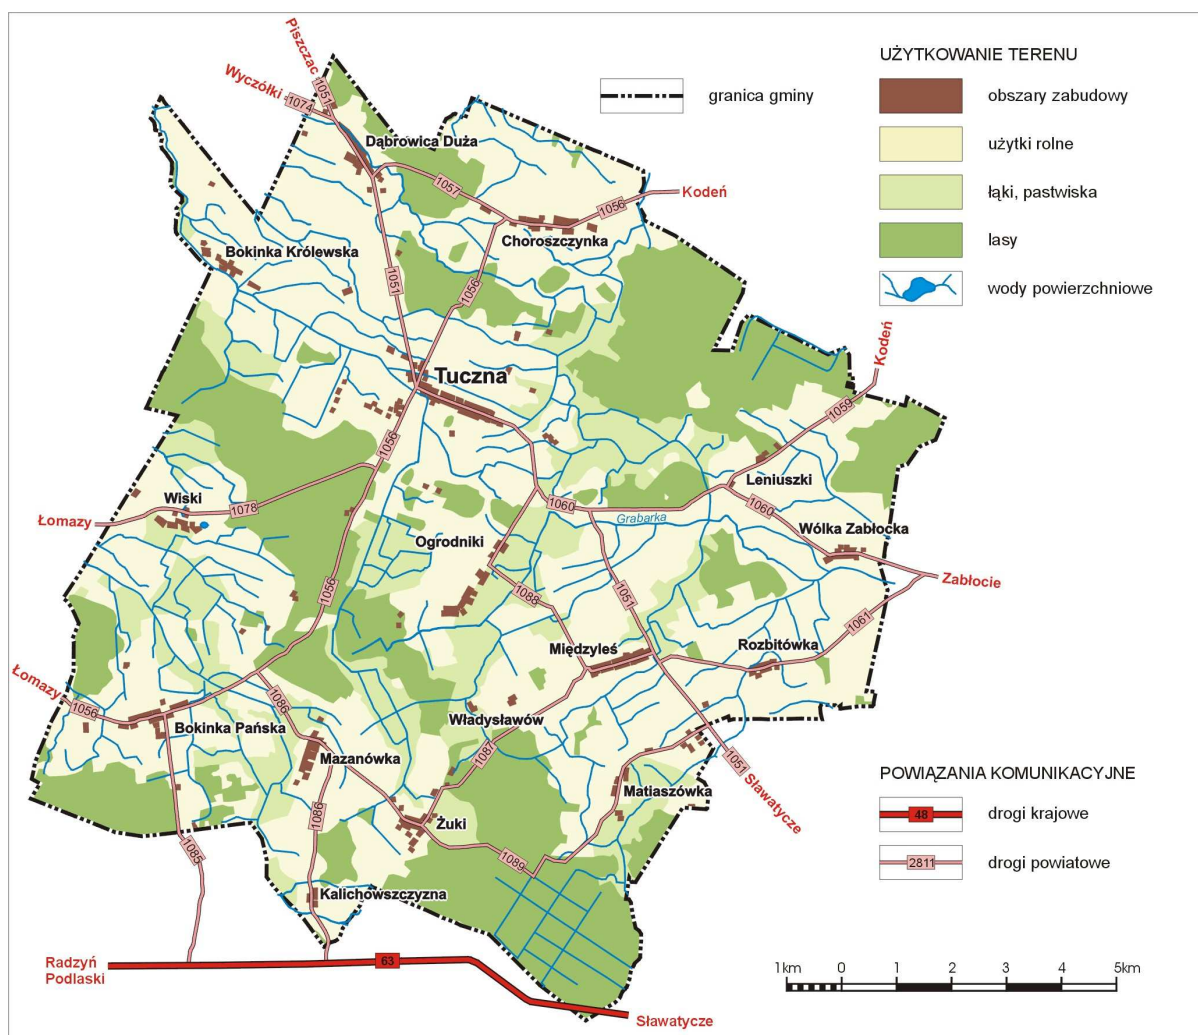 Piszczac
1051
Wyczółki
1074
Dąbrowica Duża
1057
Kodeń
1056
Choroszczynka
Bokinka Królewska
1051
1056
Tuczna
Kodeń
1059
1056
Leniuszki
Wiski
1078
Łomazy
1060
1060
Grabarka
Wólka Zabłocka
Ogrodniki
Zabłocie
1056
1088
1051
1061
Międzyleś
Rozbitówka
Łomazy
1056
1086
Bokinka Pańska
Władysławów
1087
Mazanówka
1051
Sławatycze
Matiaszówka
1086
Żuki
1085
1089
Kalichowszczyzna
Radzyń
Podlaski
63
Sławatycze
granica gminy
UŻYTKOWANIE TERENU
obszary zabudowy
użytki rolne
łąki, pastwiska
lasy
wody powierzchniowe
POWIĄZANIA KOMUNIKACYJNE
48
drogi krajowe
2811
drogi powiatowe
1km 0 1 2 3 4 5km